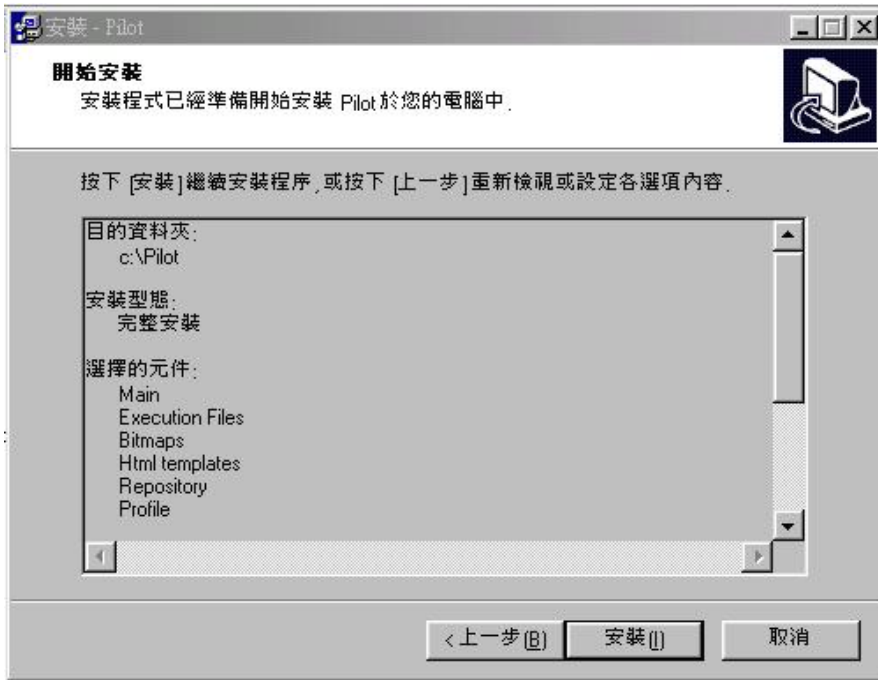 安裝 - Pilot
開始安裝
安裝程式已經準備開始安裝 Pilot 於您的電腦中.
按下 [安裝] 繼續安裝程序, 或按下 [上一步] 重新檢視或設定各選項內容.
目的資料夾:
c:\Pilot
安裝型態:
完整安裝
選擇的元件:
Main
Execution Files
Bitmaps
Html templates
Repository
Profile
< 上一步(B) 安裝(I) 取消